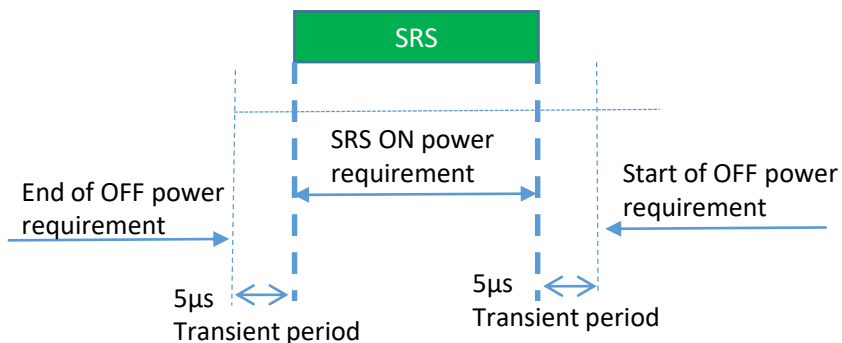 SRS
SRS ON power
requirement
End of OFF power
requirement
Start of OFF power
requirement
5µs
Transient period
5µs
Transient period